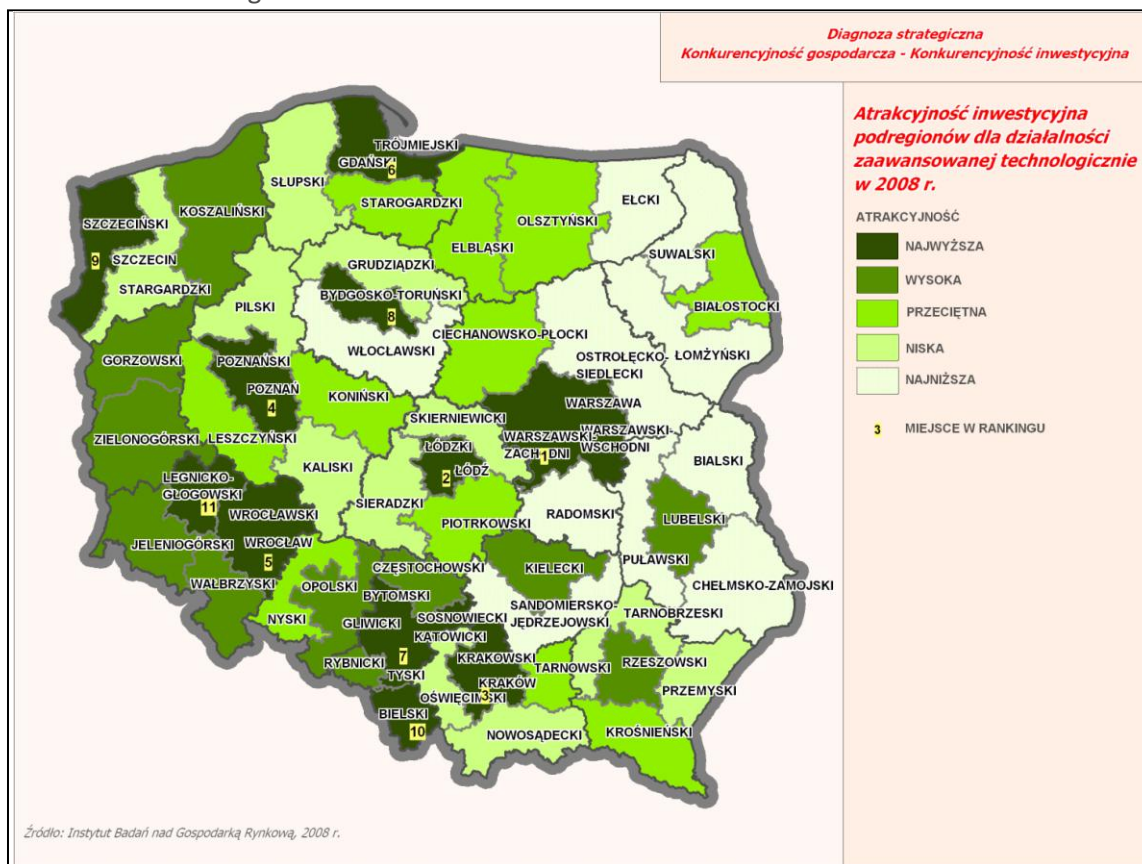 Diagnoza strategiczna
Konkurencyjność gospodarcza - Konkurencyjność inwestycyjna
Atrakcyjność inwestycyjna
podregionów dla działalności
zaawansowanej technologicznie
w 2008 r.
ATRAKCYJNOŚĆ
NAJWYŻSZA
WYSOKA
PRZECIĘTNA
NISKA
NAJNIŻSZA
3 MIEJSCE W RANKINGU
TRÓJMIEJSKI
GDAŃSKI
6
SŁUPSKI
STAROGARDZKI
EŁCKI
KOSZALIŃSKI
OLSZTYŃSKI
SZCZECIŃSKI
ELBLĄSKI
SUWALSKI
9
SZCZECIN
GRUDZIĄDZKI
STARGARDZKI
BYDGOSKO-TORUŃSKI
PILSKI
BIAŁOSTOCKI
8
CIECHANOWSKO-PŁOCKI
WŁOCŁAWSKI
OSTROŁĘCKO-
SIEDLECKI
ŁOMŻYŃSKI
GORZOWSKI
POZNAŃSKI
POZNAŃ
4
KONIŃSKI
WARSZAWA
SKIERNIEWICKI
ZIELONOGÓRSKI
LESZCZYŃSKI
WARSZAWSKI-
ZACHODNI
WARSZAWSKI-
WSCHODNI
1
ŁÓDZKI
ŁÓDŹ
2
BIALSKI
KALISKI
LEGNICKO-
GŁOGOWSKI
11
SIERADZKI
WROCŁAWSKI
RADOMSKI
LUBELSKI
PIOTRKOWSKI
JELENIOGÓRSKI
WROCŁAW
5
PUŁAWSKI
CZĘSTOCHOWSKI
KIELECKI
WAŁBRZYSKI
OPOLSKI
CHEŁMSKO-ZAMOJSKI
BYTOMSKI
SANDOMIERSKO-
JĘDRZEJOWSKI
TARNOBRZESKI
NYSKI
GLIWICKI
SOSNOWIECKI
KATOWICKI
7
KRAKOWSKI
RYBNICKI
TARNOWSKI
RZESZOWSKI
TYSKI
KRAKÓW
3
OŚWIĘCIMSKI
PRZEMYSKI
BIELSKI
10
NOWOSĄDECKI
KROŚNIEŃSKI
Źródło: Instytut Badań nad Gospodarką Rynkową, 2008 r.